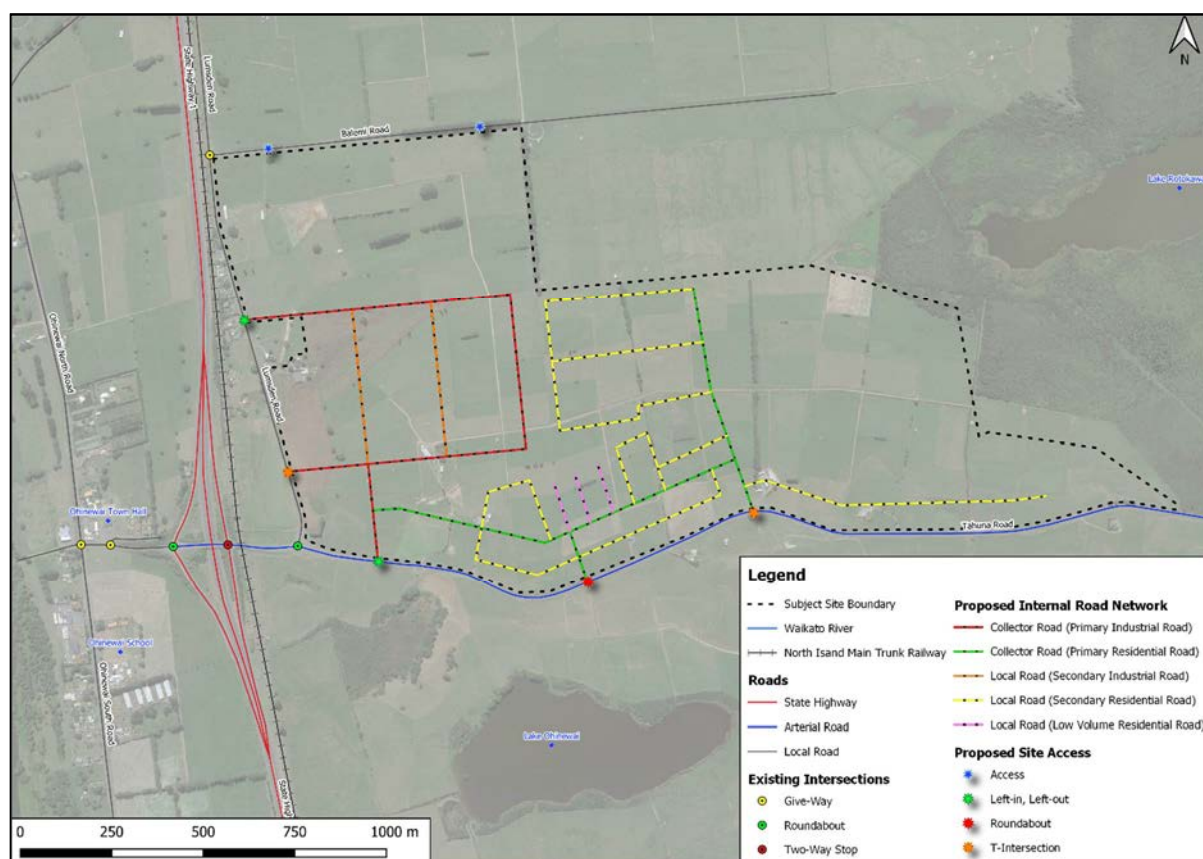 N
State Highway 1
Lumsden Road
Balemi Road
Lake Rotokawa
Ohinewai North Road
Lumsden Road
Ohinewai Town Hall
Tahuna Road
Ohinewai School
Ohinewai South Road
Lake Ohinewai
State High
Legend
Subject Site Boundary
Waikato River
North Isand Main Trunk Railway
Roads
State Highway
Arterial Road
Local Road
Existing Intersections
Give-Way
Roundabout
Two-Way Stop
Proposed Internal Road Network
Collector Road (Primary Industrial Road)
Collector Road (Primary Residential Road)
Local Road (Secondary Industrial Road)
Local Road (Secondary Residential Road)
Local Road (Low Volume Residential Road)
Proposed Site Access
Access
Left-in, Left-out
Roundabout
T-Intersection
0 250 500 750 1000 m